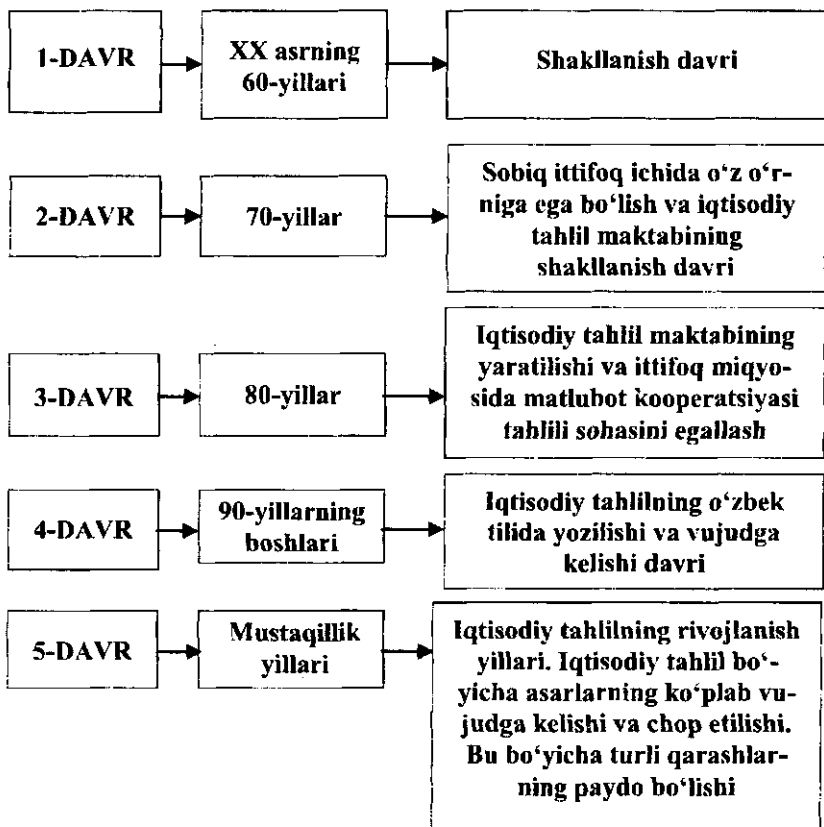 1-DAVR
XX asrning
60-yillari
Shakllanish davri
2-DAVR
70-yillar
Sobiq ittifoq ichida o‘z o‘r-
niga ega bo‘lish va iqtisodiy
tahlil maktabining
shakllanish davri
3-DAVR
80-yillar
Iqtisodiy tahlil maktabining
yaratilishi va ittifoq miqyo-
sida matlubot kooperatsiyasi
tahlili sohasini egallash
4-DAVR
90-yillarning
boshlari
Iqtisodiy tahlilning o‘zbek
tilida yozilishi va vujudga
kelishi davri
5-DAVR
Mustaqillik
yillari
Iqtisodiy tahlilning rivojlanish
yillari. Iqtisodiy tahlil bo‘-
yicha asarlarning ko‘plab vu-
judga kelishi va chop etilishi.
Bu bo‘yicha turli qarashlar-
ning paydo bo‘lishi